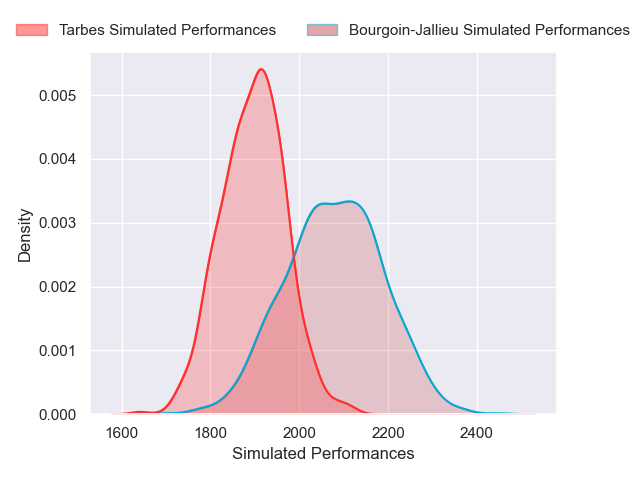 Tarbes Simulated Performances
Bourgoin-Jallieu Simulated Performances
0.005
0.004
0.003
0.002
0.001
0.000
Density
1600
1800
2000
2200
2400
Simulated Performances